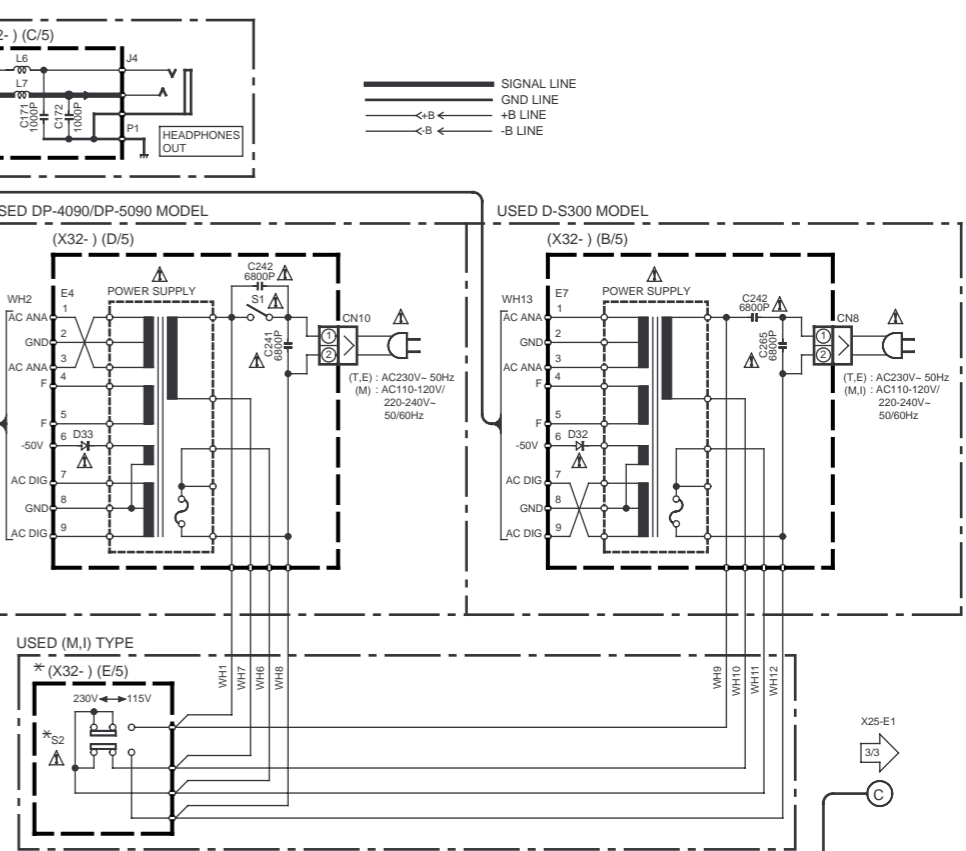 2- ) (C/5)
L6
J4
L7
C171
1000P
C172
1000P
P1
HEADPHONES
OUT
SIGNAL LINE
GND LINE
+B
+B LINE
-B
-B LINE
SED DP-4090/DP-5090 MODEL
(X32- ) (D/5)
WH2
E4
POWER SUPPLY
C242
6800P
S1
C241
6800P
CN10
1
2
AC ANA
1
GND
2
AC ANA
3
F
4
F
5
-50V
6
D33
AC DIG
7
GND
8
AC DIG
9
(T,E) : AC230V~ 50Hz
(M) : AC110-120V/
220-240V~
50/60Hz
USED D-S300 MODEL
(X32- ) (B/5)
WH13
E7
POWER SUPPLY
C242
6800P
C265
6800P
CN8
1
2
AC ANA
1
GND
2
AC ANA
3
F
4
F
5
-50V
6
D32
AC DIG
7
GND
8
AC DIG
9
(T,E) : AC230V~ 50Hz
(M,I) : AC110-120V/
220-240V~
50/60Hz
USED (M,I) TYPE
* (X32- ) (E/5)
230V
115V
*S2
WH1
WH7
WH6
WH8
WH9
WH10
WH11
WH12
X25-E1
3/3
C